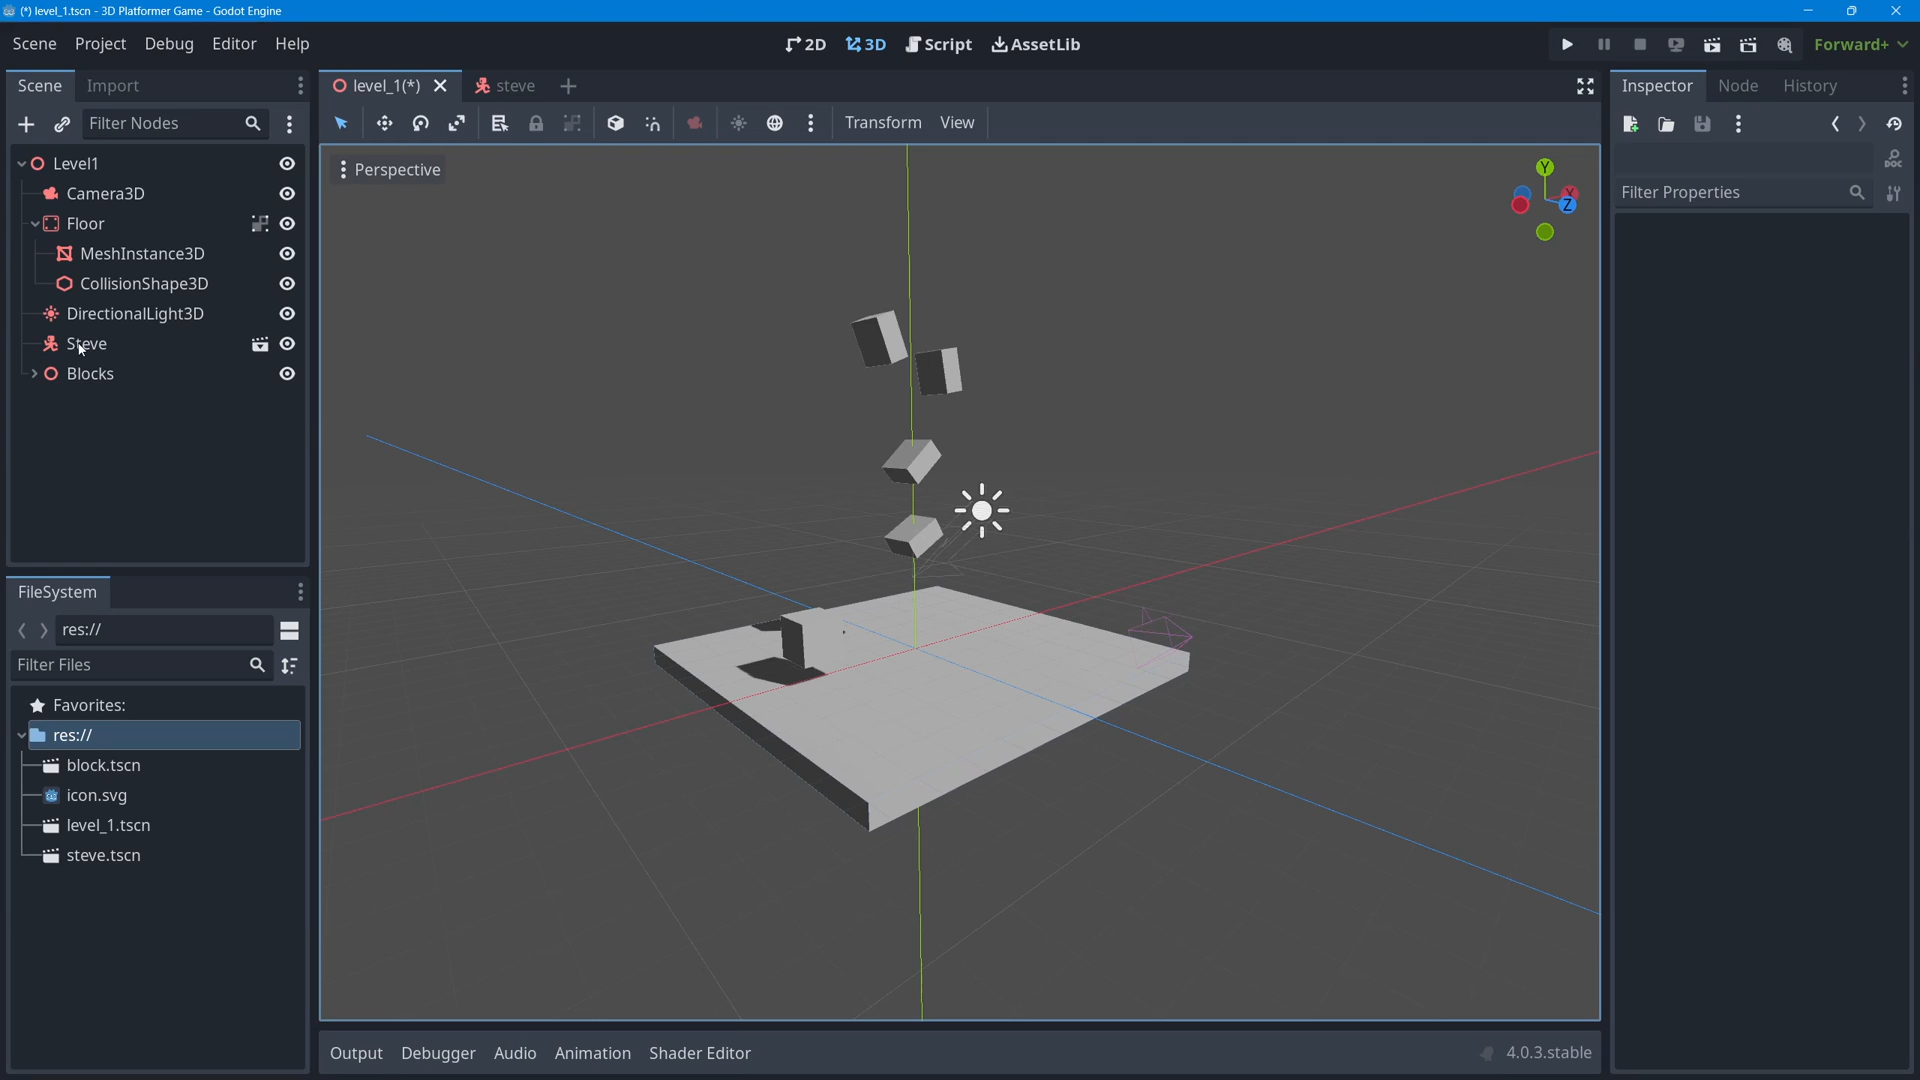 (*) level_1.tscn - 3D Platformer Game - Godot Engine
Scene Project Debug Editor Help
2D 3D Script AssetLib
Forward+
Scene Import
level_1(*) steve
Inspector Node History
Filter Nodes
Transform View
Level1
Perspective
Camera3D
Filter Properties
Floor
MeshInstance3D
CollisionShape3D
DirectionalLight3D
Steve
Blocks
Y
X
Z
DOC
FileSystem
res://
Filter Files
Favorites:
res://
block.tscn
icon.svg
level_1.tscn
steve.tscn
Output Debugger Audio Animation Shader Editor
4.0.3.stable